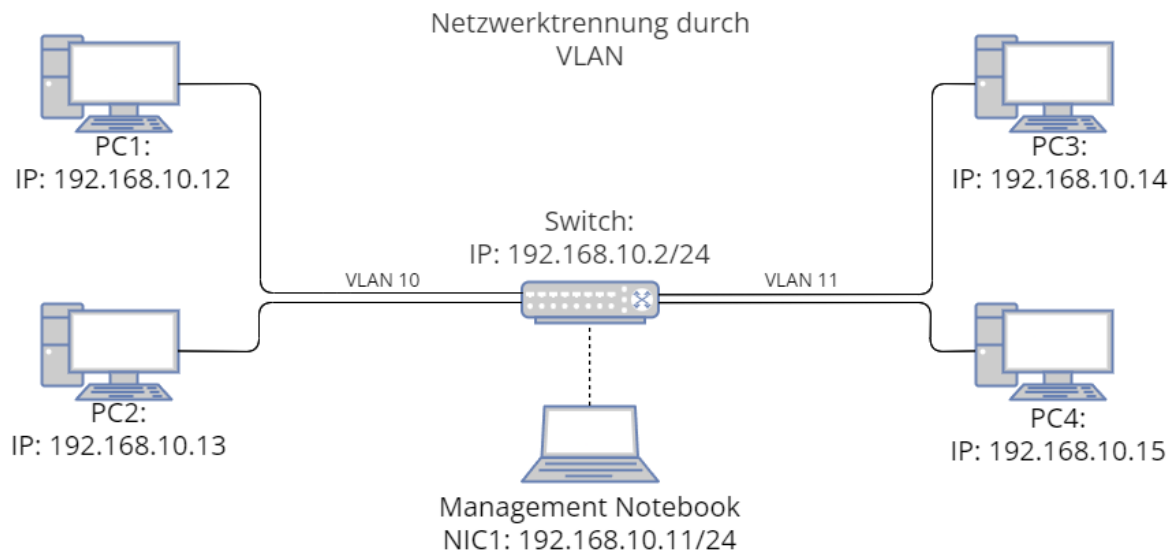 Netzwerktrennung durch
VLAN
PC1:
IP: 192.168.10.12
PC3:
IP: 192.168.10.14
Switch:
IP: 192.168.10.2/24
VLAN 10
VLAN 11
PC2:
IP: 192.168.10.13
PC4:
IP: 192.168.10.15
Management Notebook
NIC1: 192.168.10.11/24